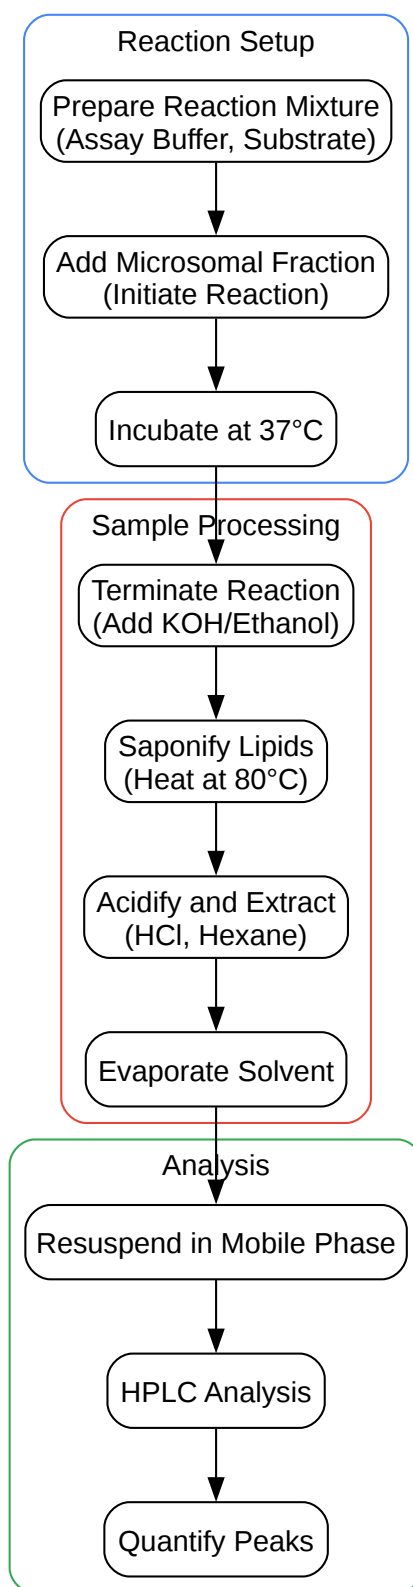 Reaction Setup
Prepare Reaction Mixture
(Assay Buffer, Substrate)
Add Microsomal Fraction
(Initiate Reaction)
Incubate at 37°C
Sample Processing
Terminate Reaction
(Add KOH/Ethanol)
Saponify Lipids
(Heat at 80°C)
Acidify and Extract
(HCl, Hexane)
Evaporate Solvent
Analysis
Resuspend in Mobile Phase
HPLC Analysis
Quantify Peaks